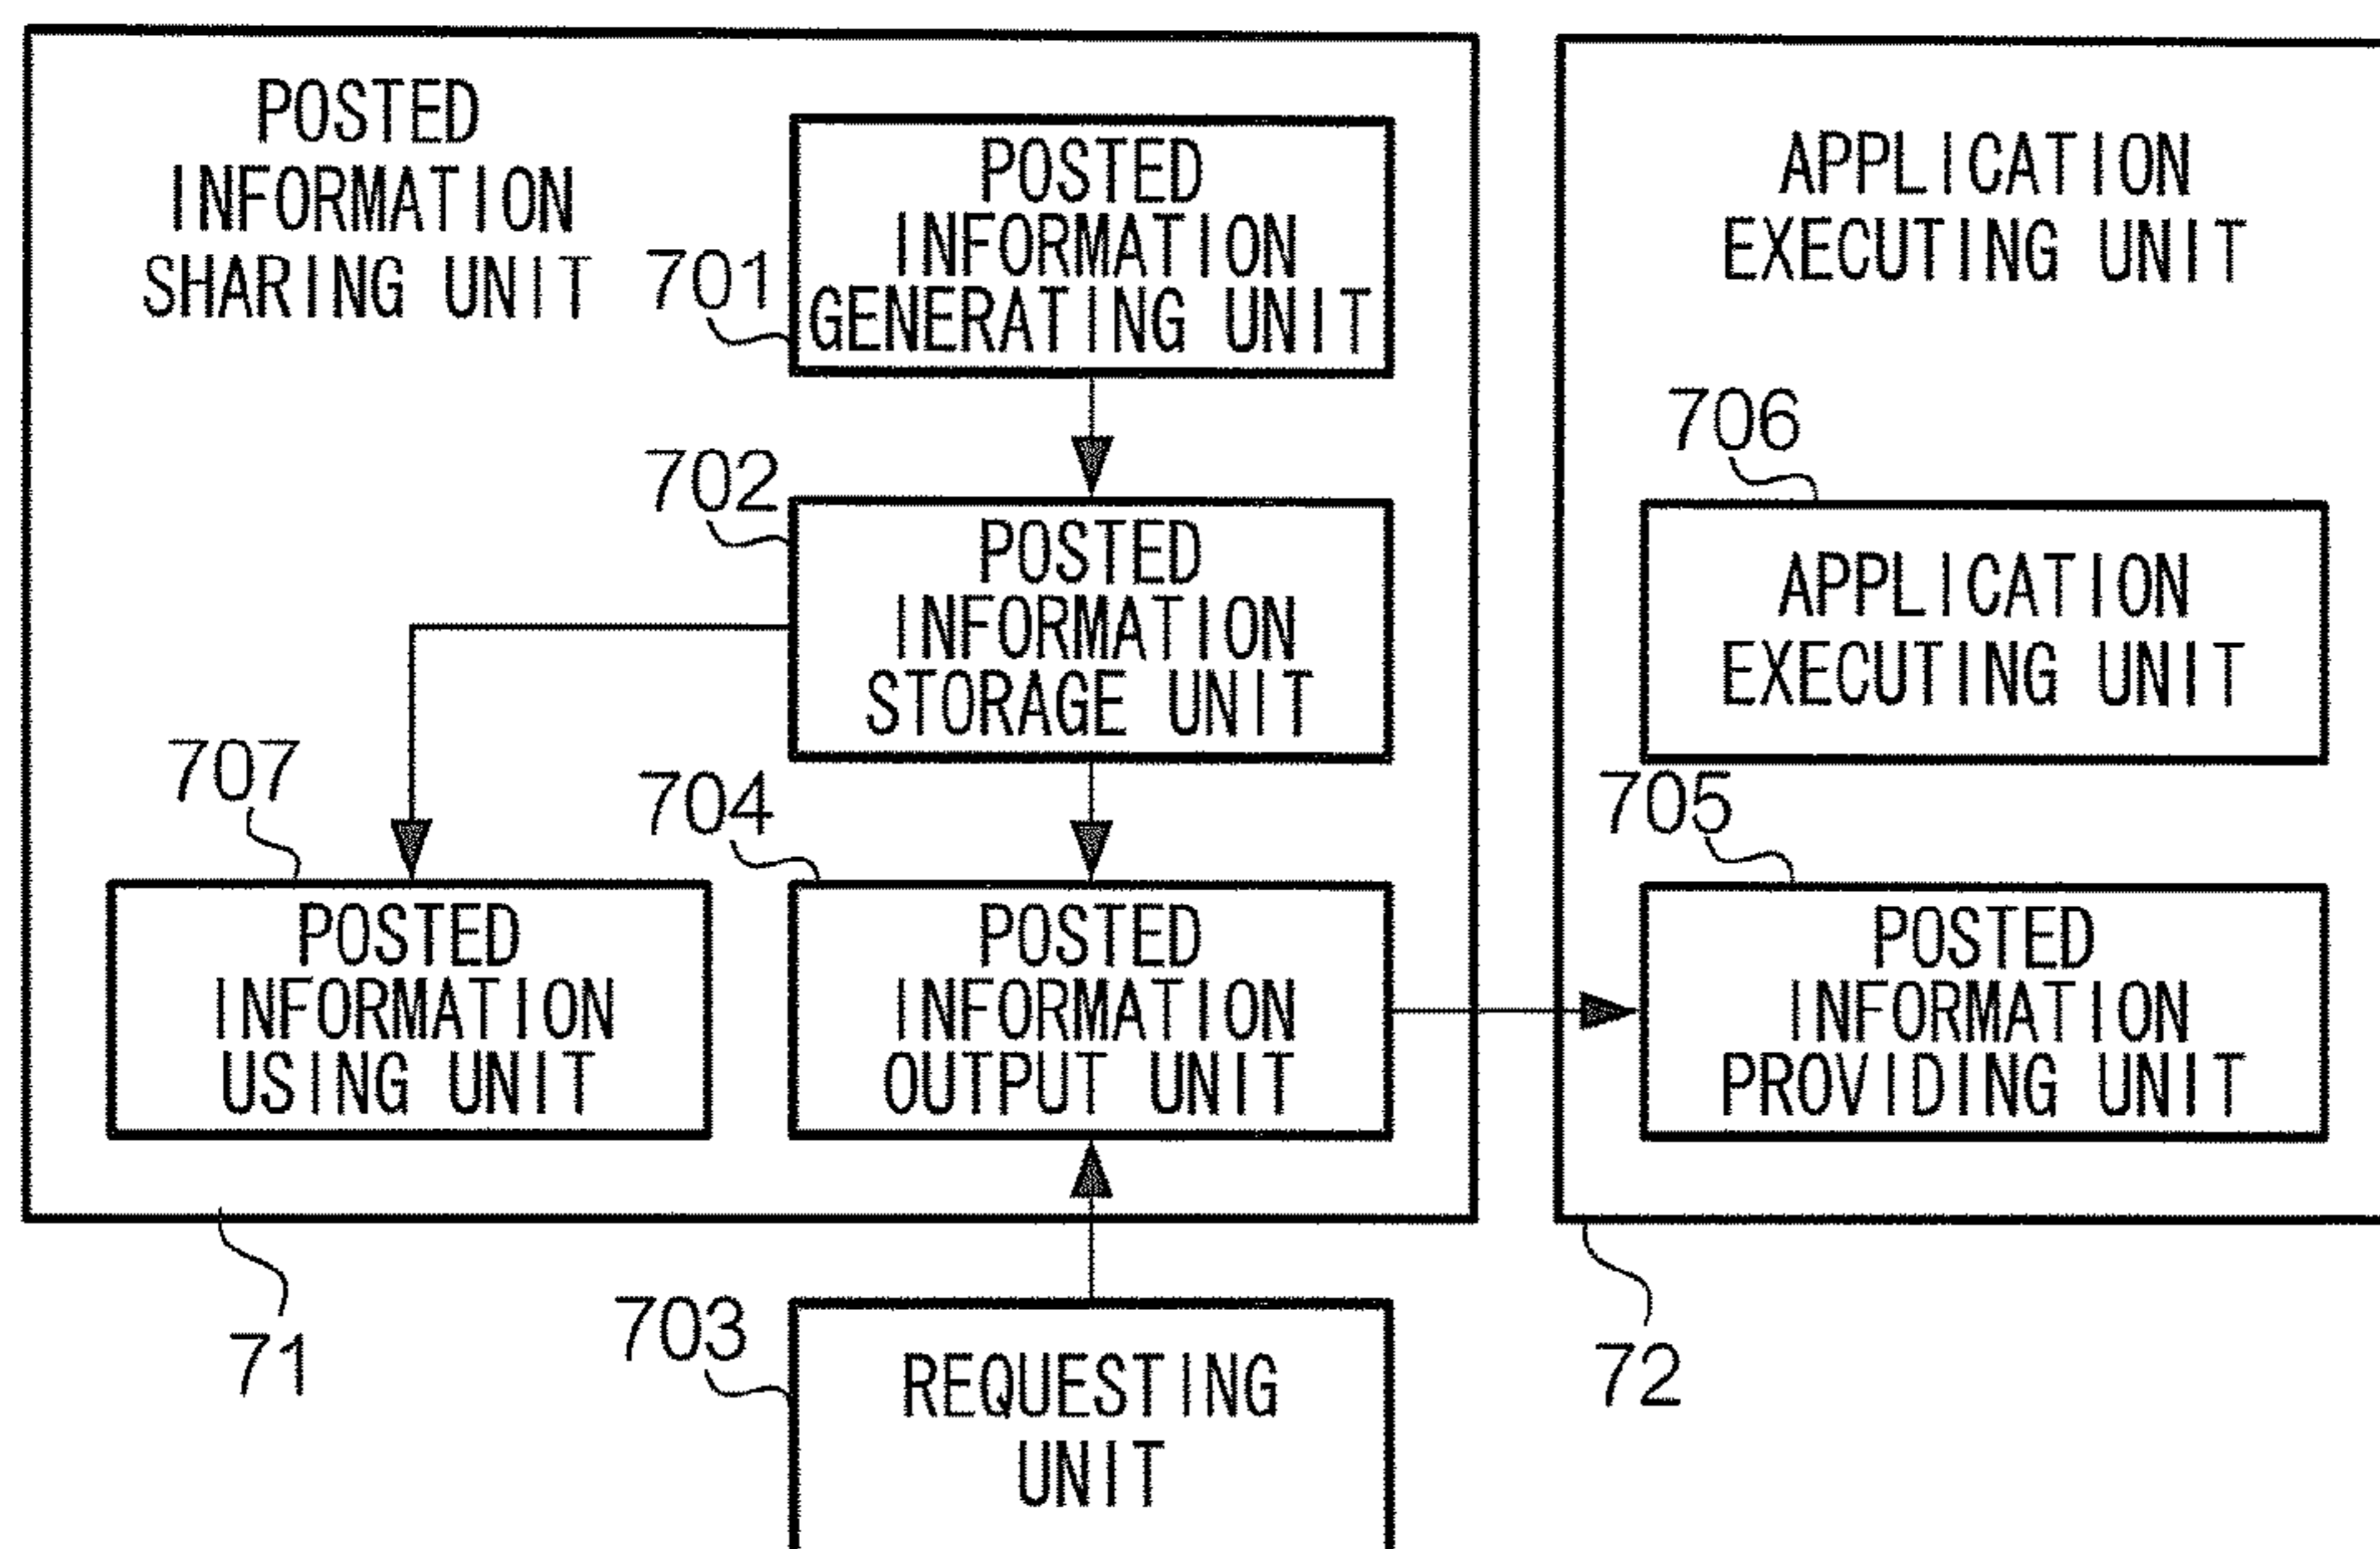 POSTED
INFORMATION
SHARING UNIT
701
POSTED
INFORMATION
GENERATING UNIT
702
POSTED
INFORMATION
STORAGE UNIT
707
POSTED
INFORMATION
USING UNIT
704
POSTED
INFORMATION
OUTPUT UNIT
71
703
REQUESTING
UNIT
APPLICATION
EXECUTING UNIT
706
APPLICATION
EXECUTING UNIT
705
POSTED
INFORMATION
PROVIDING UNIT
72